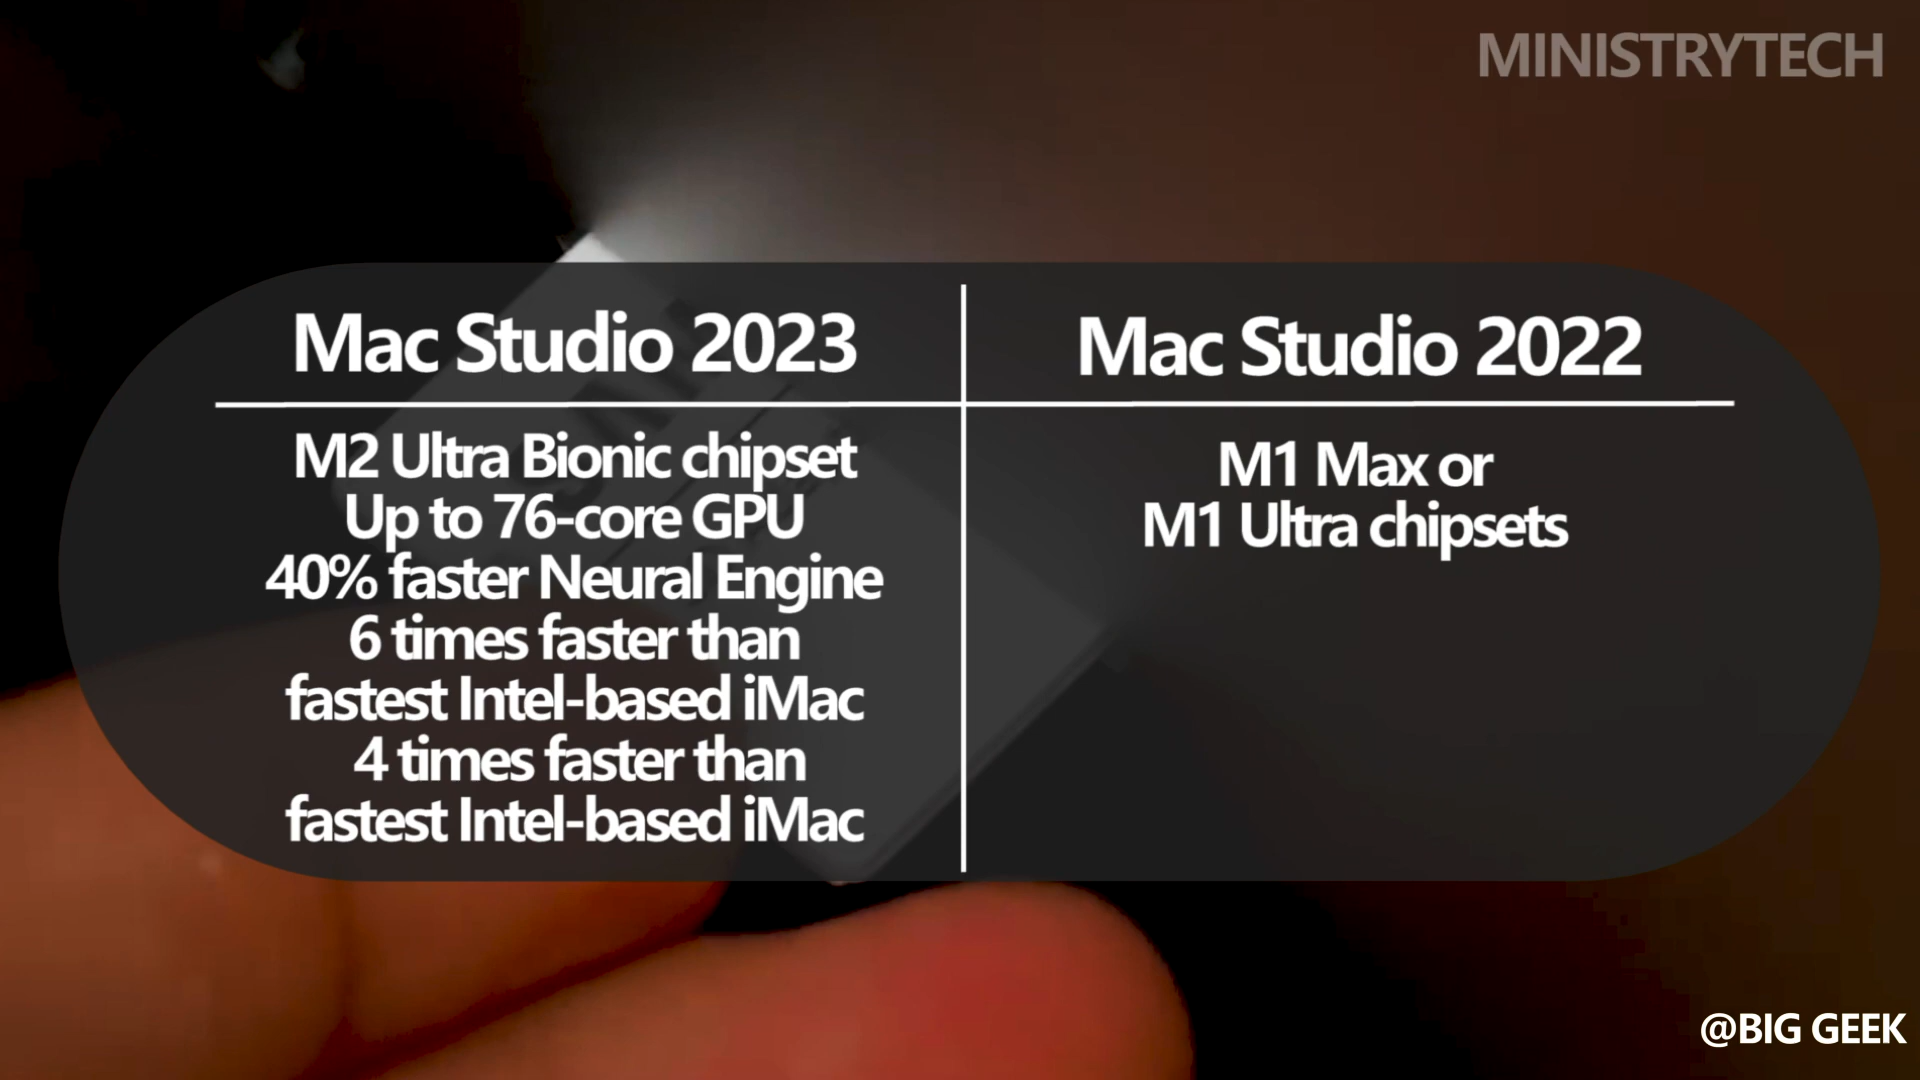 MINISTRYTECH
Mac Studio 2023
M2 Ultra Bionic chipset
Up to 76-core GPU
40% faster Neural Engine
6 times faster than
fastest Intel-based iMac
4 times faster than
fastest Intel-based iMac
Mac Studio 2022
M1 Max or
M1 Ultra chipsets
@BIG GEEK